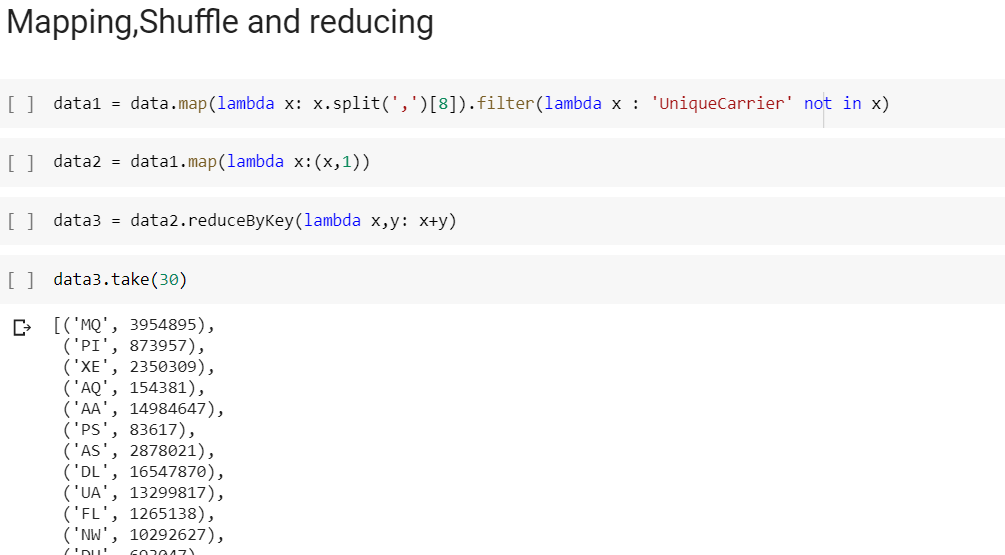 Mapping,Shuffle and reducing
[ ] data1 = data.map(lambda x: x.split(',')[8]).filter(lambda x : 'UniqueCarrier' not in x)
[ ] data2 = data1.map(lambda x:(x,1))
[ ] data3 = data2.reduceByKey(lambda x,y: x+y)
[ ] data3.take(30)
[('MQ', 3954895),
('PI', 873957),
('XE', 2350309),
('AQ', 154381),
('AA', 14984647),
('PS', 83617),
('AS', 2878021),
('DL', 16547870),
('UA', 13299817),
('FL', 1265138),
('NW', 10292627),